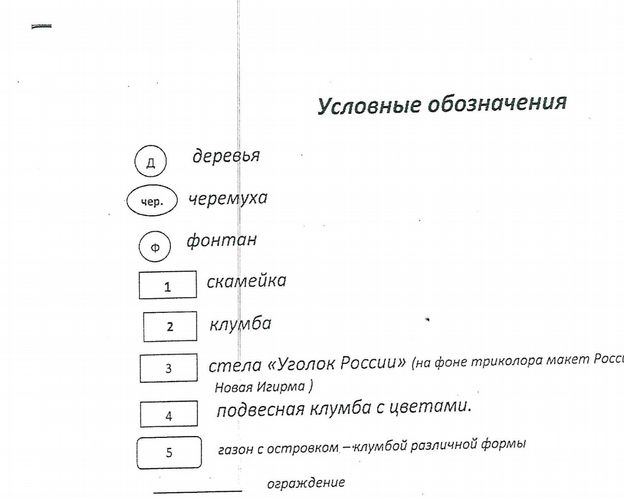 Условные обозначения
Д деревья
чер. черемуха
Ф фонтан
1 скамейка
2 клумба
3 стела «Уголок России» (на фоне триколора макет
Новая Игирма )
4 подвесная клумба с цветами.
5 газон с островком –клумбой различной формы
ограждение